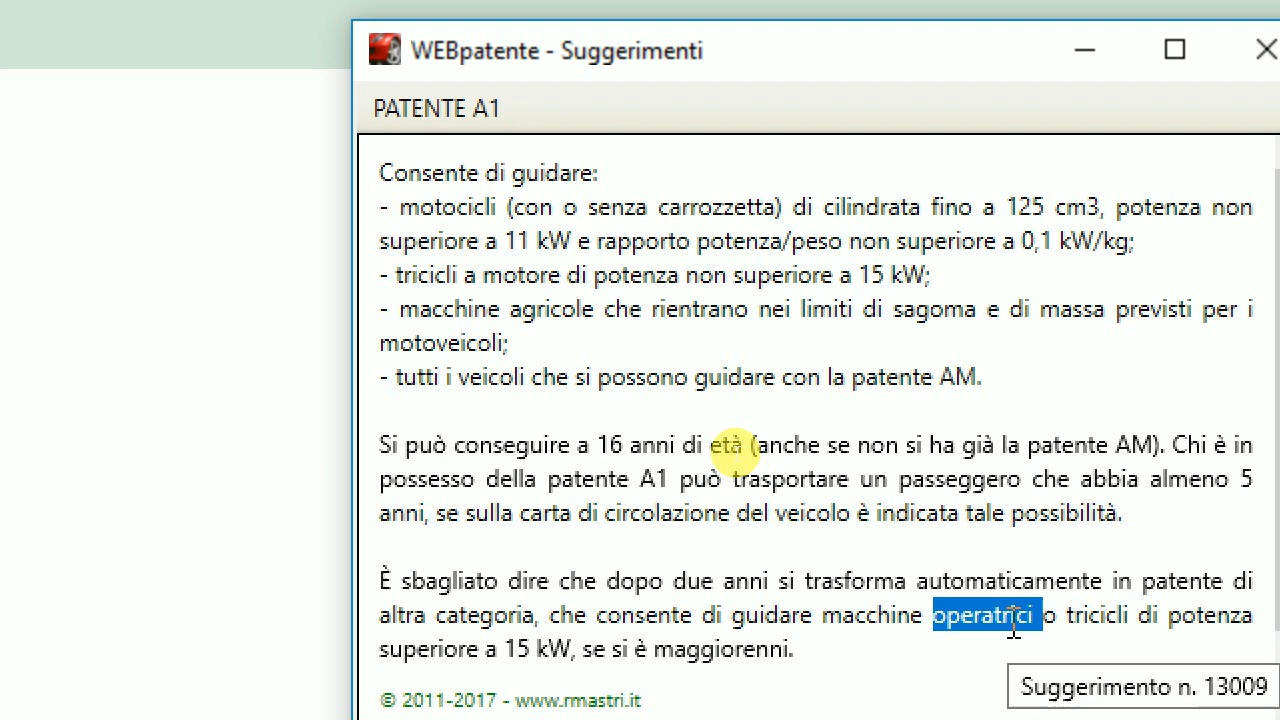 WEBpatente - Suggerimenti
PATENTE A1
Consente di guidare:
- motocicli (con o senza carrozzetta) di cilindrata fino a 125 cm3, potenza non
superiore a 11 kW e rapporto potenza/peso non superiore a 0,1 kW/kg;
- tricicli a motore di potenza non superiore a 15 kW;
- macchine agricole che rientrano nei limiti di sagoma e di massa previsti per i
motoveicoli;
- tutti i veicoli che si possono guidare con la patente AM.
Si può conseguire a 16 anni di età (anche se non si ha già la patente AM). Chi è in
possesso della patente A1 può trasportare un passeggero che abbia almeno 5
anni, se sulla carta di circolazione del veicolo è indicata tale possibilità.
È sbagliato dire che dopo due anni si trasforma automaticamente in patente di
altra categoria, che consente di guidare macchine operatrici o tricicli di potenza
superiore a 15 kW, se si è maggiorenni.
Suggerimento n. 13009
© 2011-2017 - www.rmastri.it